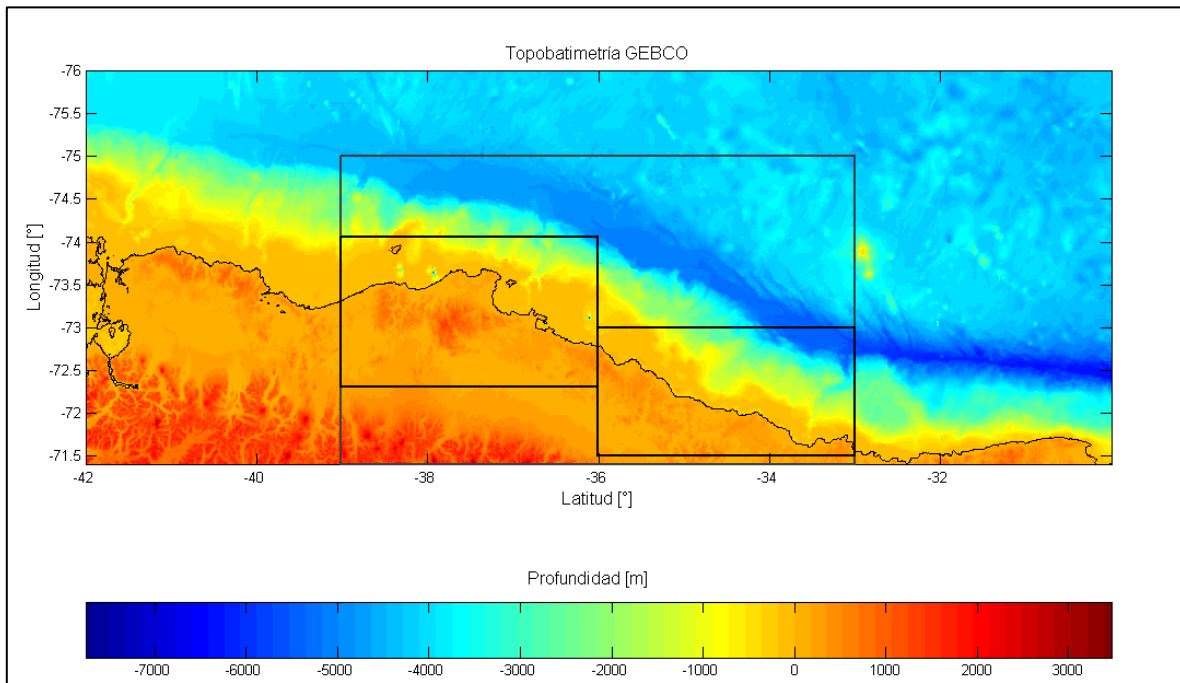 Topobatimetría GEBCO
-76
-75.5
-75
-74.5
-74
-73.5
-73
-72.5
-72
-71.5
Longitud [°]
-42 -40 -38 -36 -34 -32
Latitud [°]
Profundidad [m]
-7000 -6000 -5000 -4000 -3000 -2000 -1000 0 1000 2000 3000